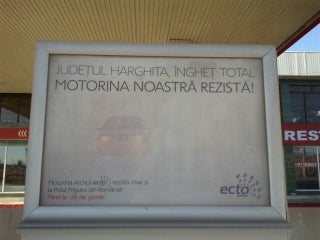 JUDEȚUL HARGHITA, ÎNGHEȚ TOTAL
MOTORINA NOASTRĂ REZISTĂ!
Motorina Arctică ecto rezistă chiar și
la Polul Frigului din România!
Până la -26 de grade.
ecto
RES